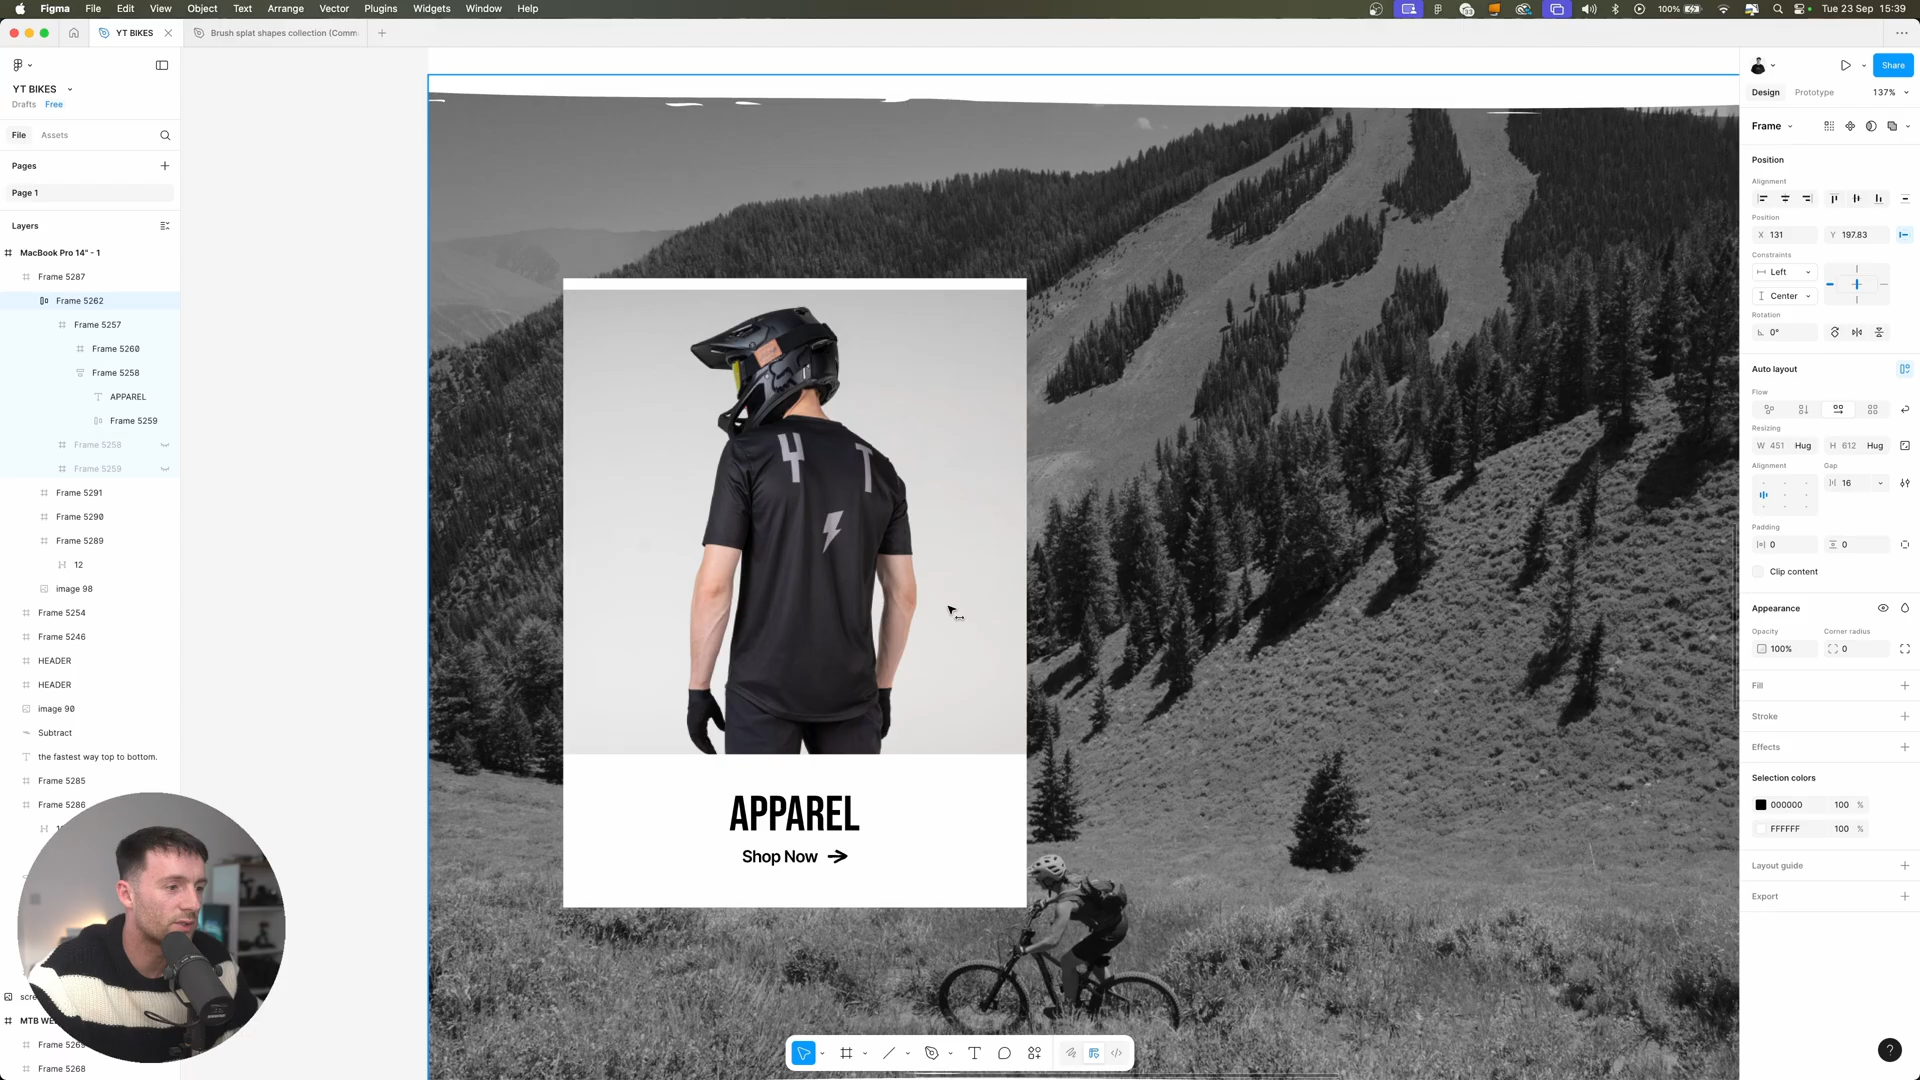 Figma File Edit View Object Text Arrange Vector Plugins Widgets Window Help
100% Tue 23 Sep 15:39
YT BIKES
Brush splat shapes collection (Comm
YT BIKES
Drafts Free
File Assets
Pages
Page 1
Layers
MacBook Pro 14" - 1
Frame 5287
Frame 5262
Frame 5257
Frame 5260
Frame 5258
APPAREL
Frame 5259
Frame 5258
Frame 5259
Frame 5291
Frame 5290
Frame 5289
12
image 98
Frame 5254
Frame 5246
HEADER
HEADER
image 90
Subtract
the fastest way top to bottom.
Frame 5285
Frame 5286
MTB WE
Frame 5268
YT
APPAREL
Shop Now
Share
Design Prototype 137%
Frame
Position
Alignment
Position
X 131 Y 197.83
Constraints
Left
Center
Rotation
0°
Auto layout
Flow
Resizing
W 451 Hug H 612 Hug
Alignment Gap
16
Padding
0 0
Clip content
Appearance
Opacity Corner radius
100% 0
Fill
Stroke
Effects
Selection colors
000000 100 %
FFFFFF 100 %
Layout guide
Export
?